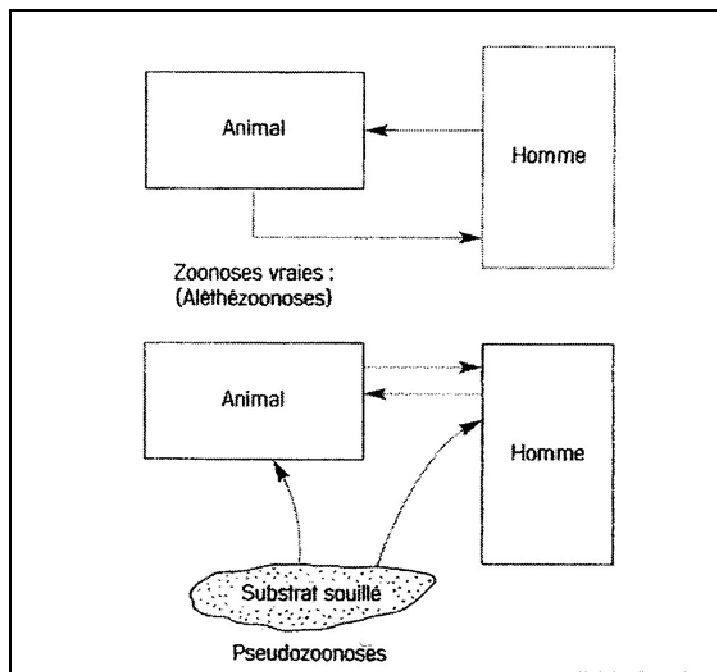 Animal
Homme
Zoonoses vraies :
(Aléthézoonoses)
Animal
Homme
Substrat souillé
Pseudozoonoses